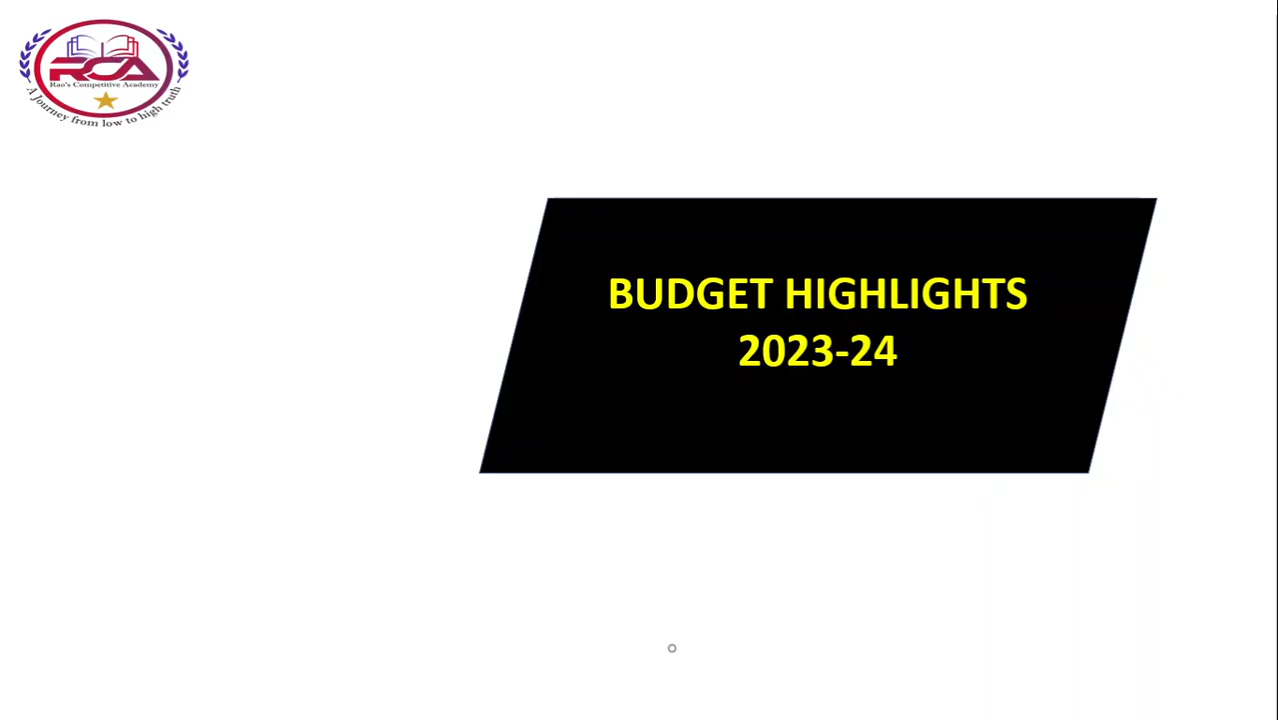 RCA
Rao's Competitive Academy
A Journey from low to high truth
BUDGET HIGHLIGHTS
2023-24